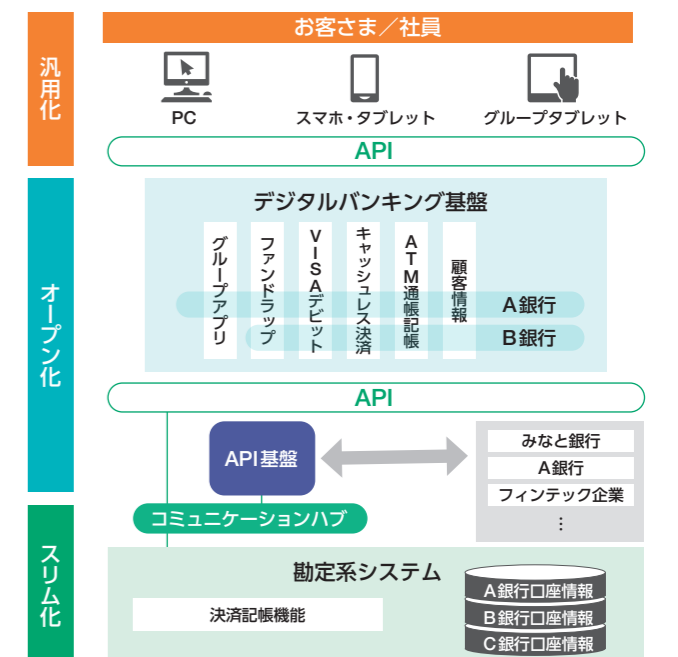 汎用化
お客さま／社員
PC
スマホ・タブレット
グループタブレット
API
オープン化
デジタルバンキング基盤
グループアプリ
ファンドラップ
VISAデビット
キャッシュレス決済
ATM通帳記帳
顧客情報
A銀行
B銀行
API
API基盤
みなと銀行
A銀行
フィンテック企業
⋮
コミュニケーションハブ
スリム化
勘定系システム
決済記帳機能
A銀行口座情報
B銀行口座情報
C銀行口座情報